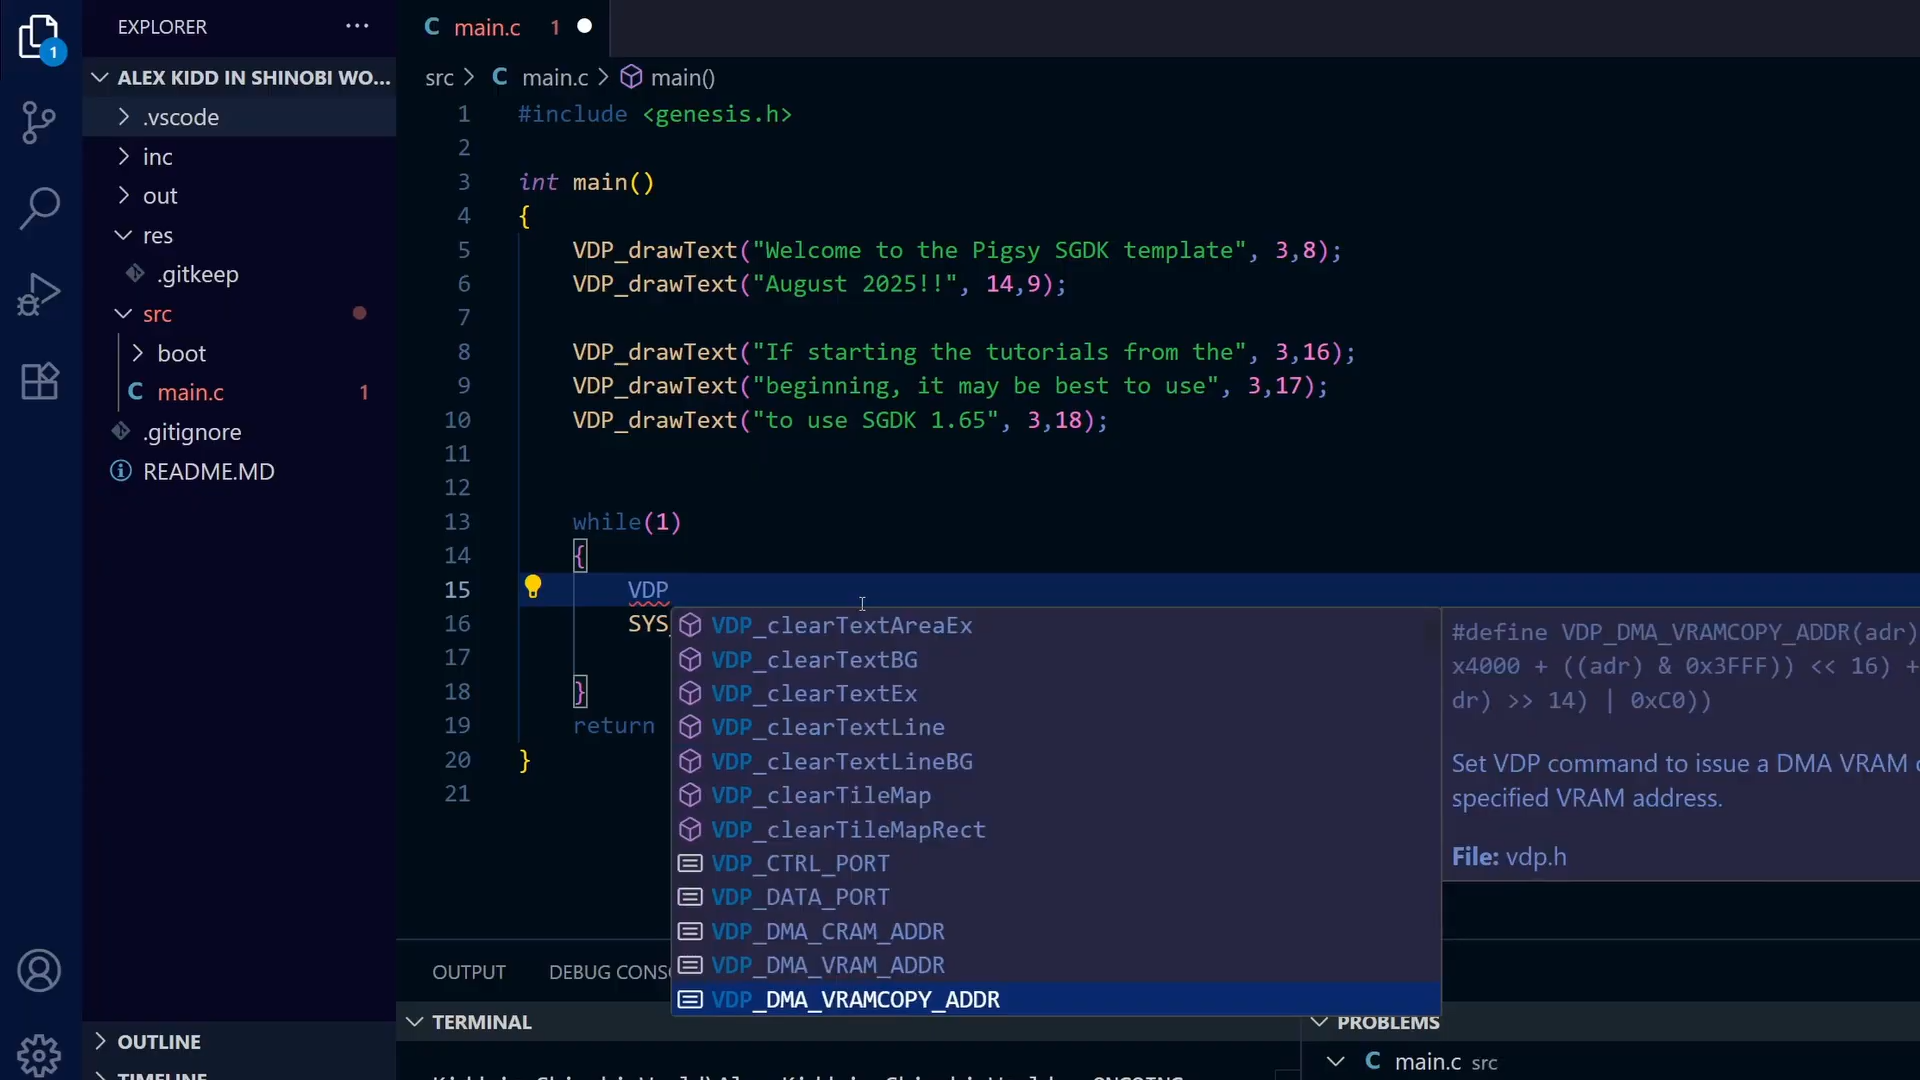 EXPLORER
ALEX KIDD IN SHINOBI WO...
.vscode
inc
out
res
.gitkeep
src
boot
C main.c 1
.gitignore
README.MD
OUTLINE
TIMELINE
1
C main.c 1
src > C main.c > main()
1 #include <genesis.h>
2
3 int main()
4 {
5 VDP_drawText("Welcome to the Pigsy SGDK template", 3,8);
6 VDP_drawText("August 2025!!", 14,9);
7
8 VDP_drawText("If starting the tutorials from the", 3,16);
9 VDP_drawText("beginning, it may be best to use", 3,17);
10 VDP_drawText("to use SGDK 1.65", 3,18);
11
12
13 while(1)
14 {
15 VDP
16 SYS_
17
18 }
19 return
20 }
21
VDP_clearTextAreaEx
VDP_clearTextBG
VDP_clearTextEx
VDP_clearTextLine
VDP_clearTextLineBG
VDP_clearTileMap
VDP_clearTileMapRect
VDP_CTRL_PORT
VDP_DATA_PORT
VDP_DMA_CRAM_ADDR
VDP_DMA_VRAM_ADDR
VDP_DMA_VRAMCOPY_ADDR
#define VDP_DMA_VRAMCOPY_ADDR(adr)
x4000 + ((adr) & 0x3FFF)) << 16) +
dr) >> 14) | 0xC0))
Set VDP command to issue a DMA VRAM
specified VRAM address.
File: vdp.h
OUTPUT DEBUG CONS
TERMINAL
PROBLEMS
C main.c src